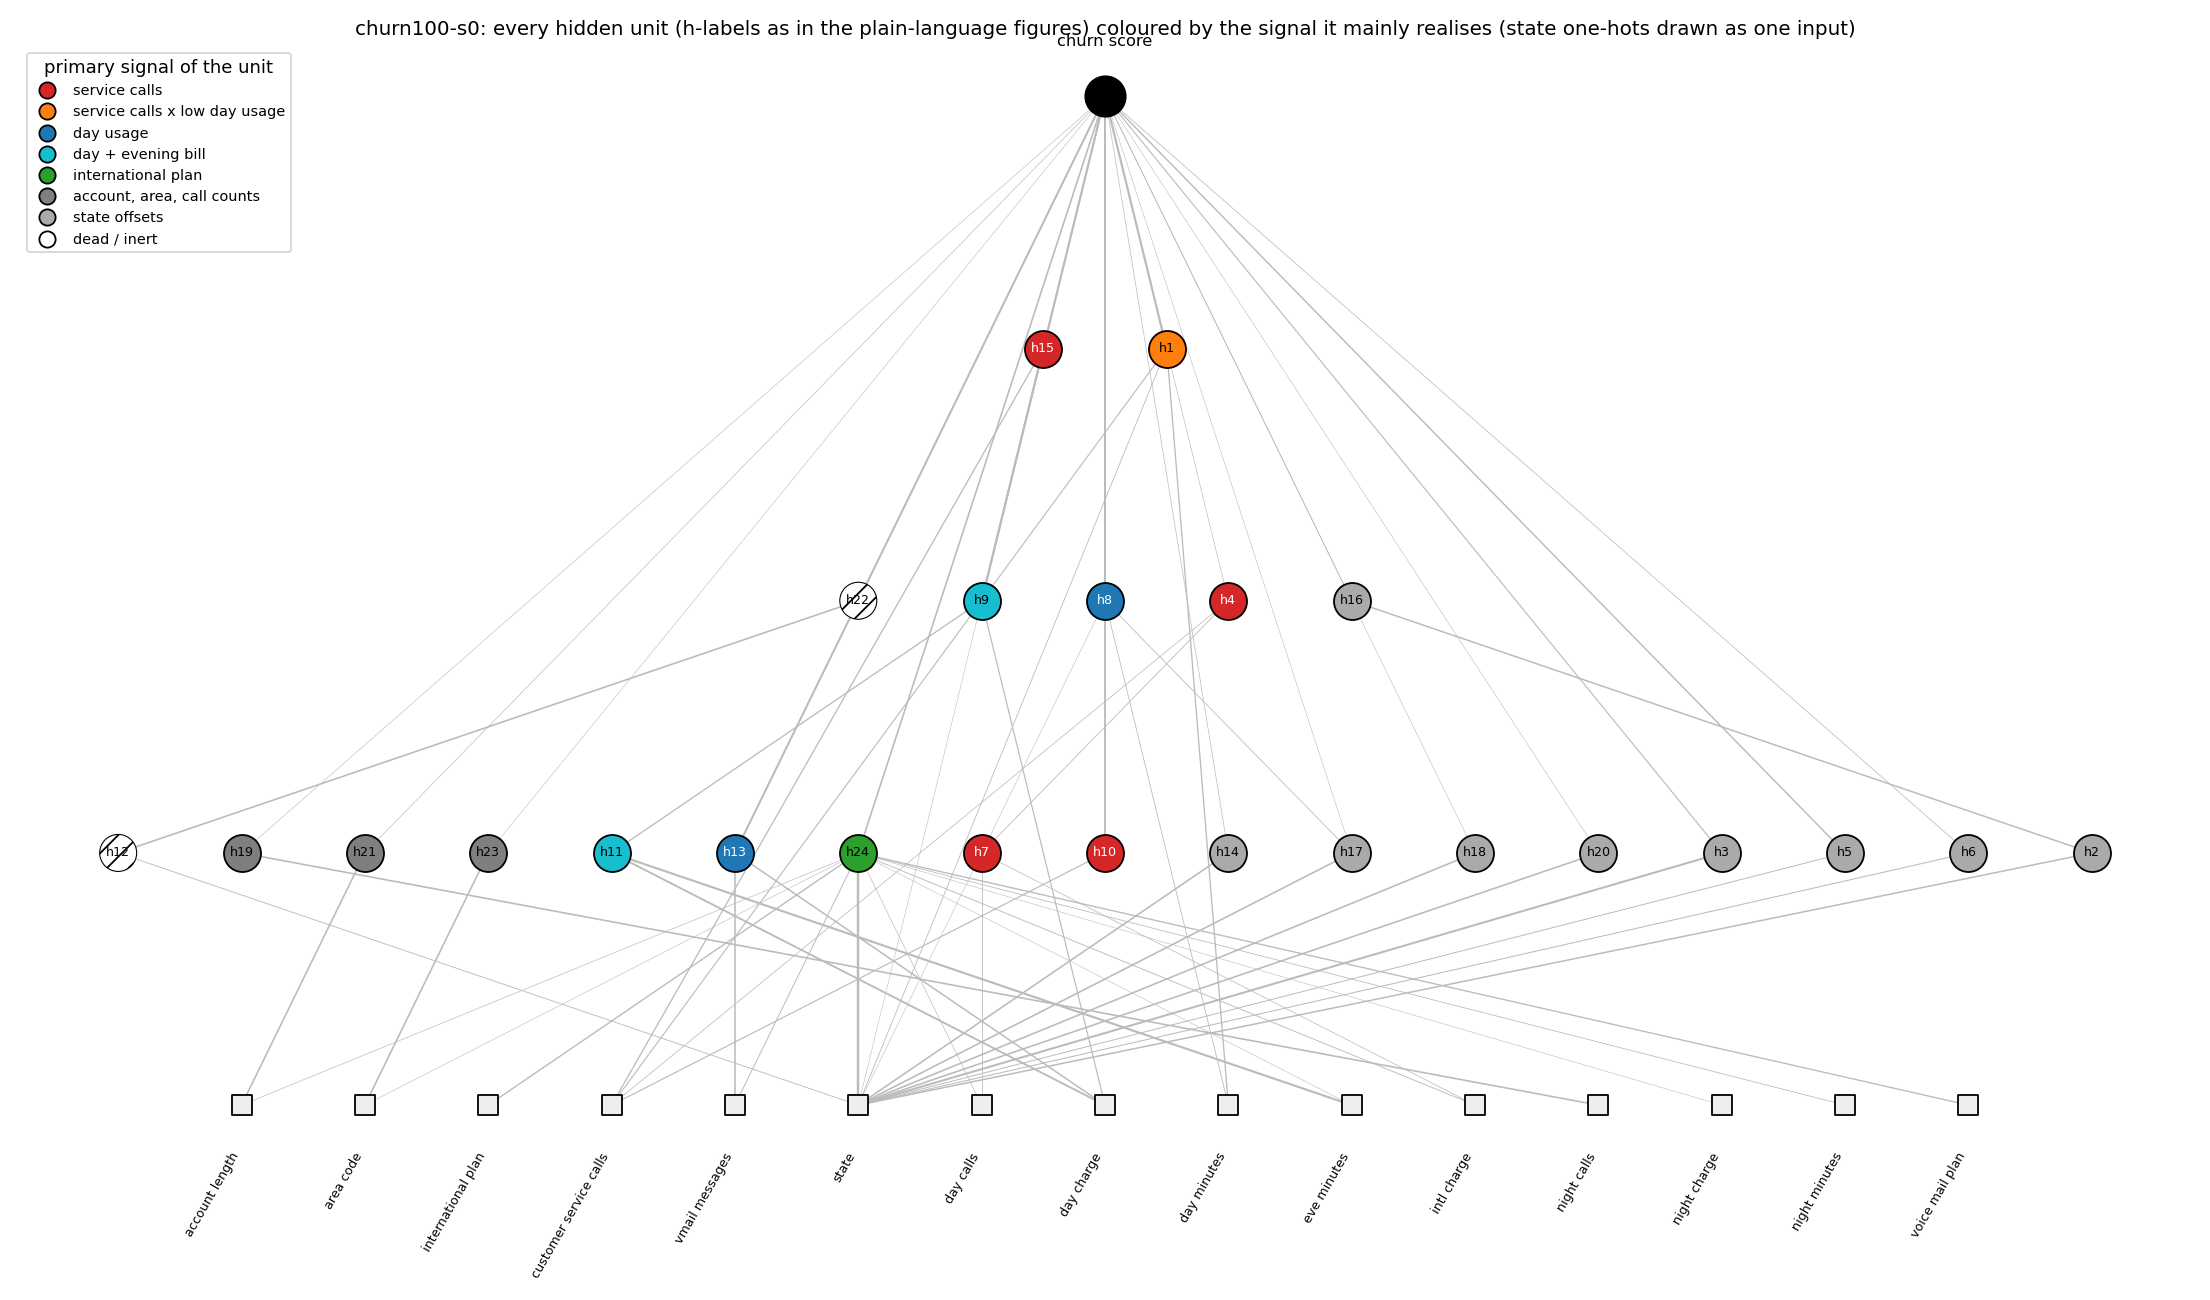 churn100-s0: every hidden unit (h-labels as in the plain-language figures) coloured by the signal it mainly realises (state one-hots drawn as one input)
churn score
primary signal of the unit
service calls
service calls x low day usage
day usage
day + evening bill
international plan
account, area, call counts
state offsets
dead / inert
h15
h1
h22
h9
h8
h4
h16
h12
h19
h21
h23
h11
h13
h24
h7
h10
h14
h17
h18
h20
h3
h5
h6
h2
account length
area code
international plan
customer service calls
vmail messages
state
day calls
day charge
day minutes
eve minutes
intl charge
night calls
night charge
night minutes
voice mail plan